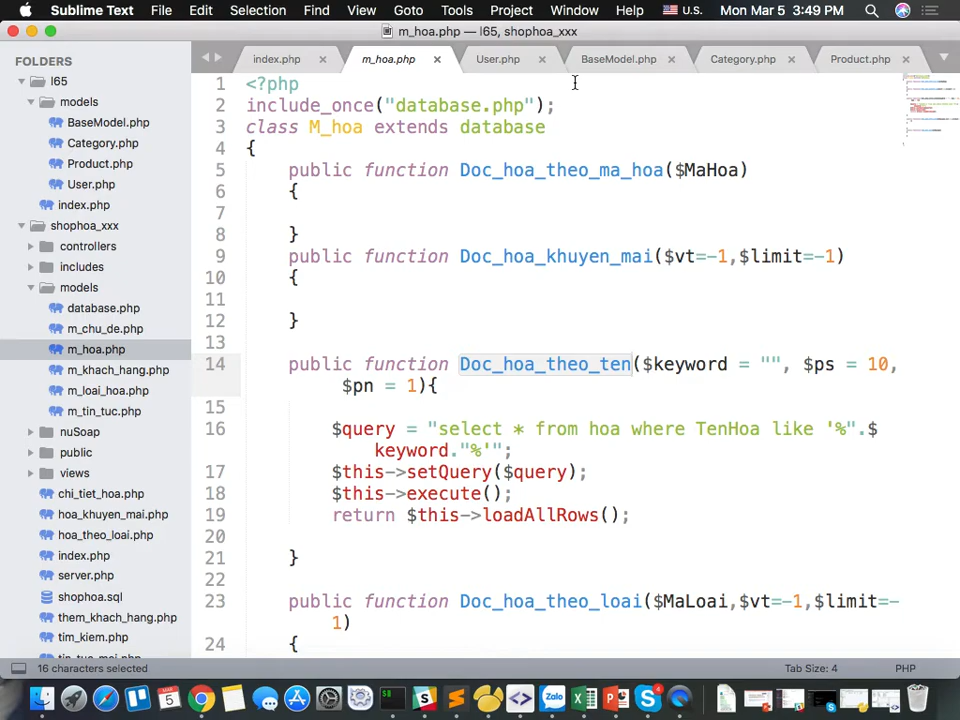 Sublime Text File Edit Selection Find View Goto Tools Project Window Help U.S. Mon Mar 5 3:49 PM
m_hoa.php — l65, shophoa_xxx
FOLDERS
l65
models
BaseModel.php
Category.php
Product.php
User.php
index.php
shophoa_xxx
controllers
includes
models
database.php
m_chu_de.php
m_hoa.php
m_khach_hang.php
m_loai_hoa.php
m_tin_tuc.php
nuSoap
public
views
chi_tiet_hoa.php
hoa_khuyen_mai.php
hoa_theo_loai.php
index.php
server.php
shophoa.sql
them_khach_hang.php
tim_kiem.php
index.php × m_hoa.php × User.php × BaseModel.php × Category.php × Product.php ×
1 <?php
2 include_once("database.php");
3 class M_hoa extends database
4 {
5 public function Doc_hoa_theo_ma_hoa($MaHoa)
6 {
7
8 }
9 public function Doc_hoa_khuyen_mai($vt=-1,$limit=-1)
10 {
11
12 }
13
14 public function Doc_hoa_theo_ten($keyword = "", $ps = 10,
$pn = 1){
15
16 $query = "select * from hoa where TenHoa like '%".$
keyword."%'";
17 $this->setQuery($query);
18 $this->execute();
19 return $this->loadAllRows();
20
21 }
22
23 public function Doc_hoa_theo_loai($MaLoai,$vt=-1,$limit=-
1)
24 {
16 characters selected Tab Size: 4 PHP